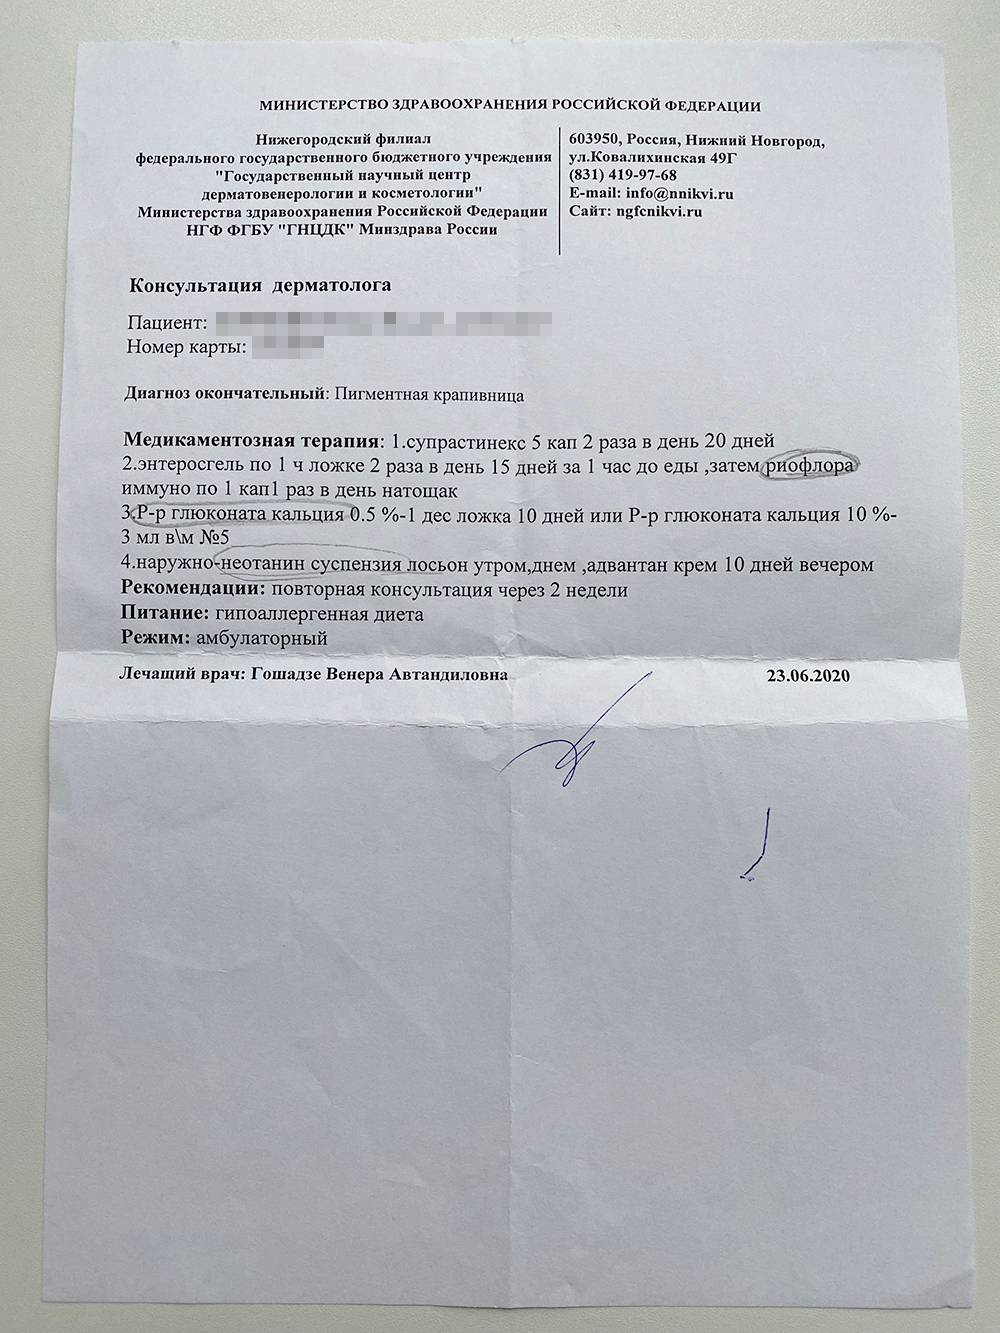 МИНИСТЕРСТВО ЗДРАВООХРАНЕНИЯ РОССИЙСКОЙ ФЕДЕРАЦИИ
Нижегородский филиал
федерального государственного бюджетного учреждения
"Государственный научный центр
дерматовенерологии и косметологии"
Министерства здравоохранения Российской Федерации
НГФ ФГБУ "ГНЦДК" Минздрава России
603950, Россия, Нижний Новгород,
ул.Ковалихинская 49Г
(831) 419-97-68
E-mail: info@nnikvi.ru
Сайт: ngfcnikvi.ru
Консультация дерматолога
Пациент:
Номер карты:
Диагноз окончательный: Пигментная крапивница
Медикаментозная терапия: 1.супрастинекс 5 кап 2 раза в день 20 дней
2.энтеросгель по 1 ч ложке 2 раза в день 15 дней за 1 час до еды ,затем риофлора
иммуно по 1 кап1 раз в день натощак
3.Р-р глюконата кальция 0.5 %-1 дес ложка 10 дней или Р-р глюконата кальция 10 %-
3 мл в\м №5
4.наружно-неотанин суспензия лосьон утром,днем ,адвантан крем 10 дней вечером
Рекомендации: повторная консультация через 2 недели
Питание: гипоаллергенная диета
Режим: амбулаторный
Лечащий врач: Гошадзе Венера Автандиловна 23.06.2020